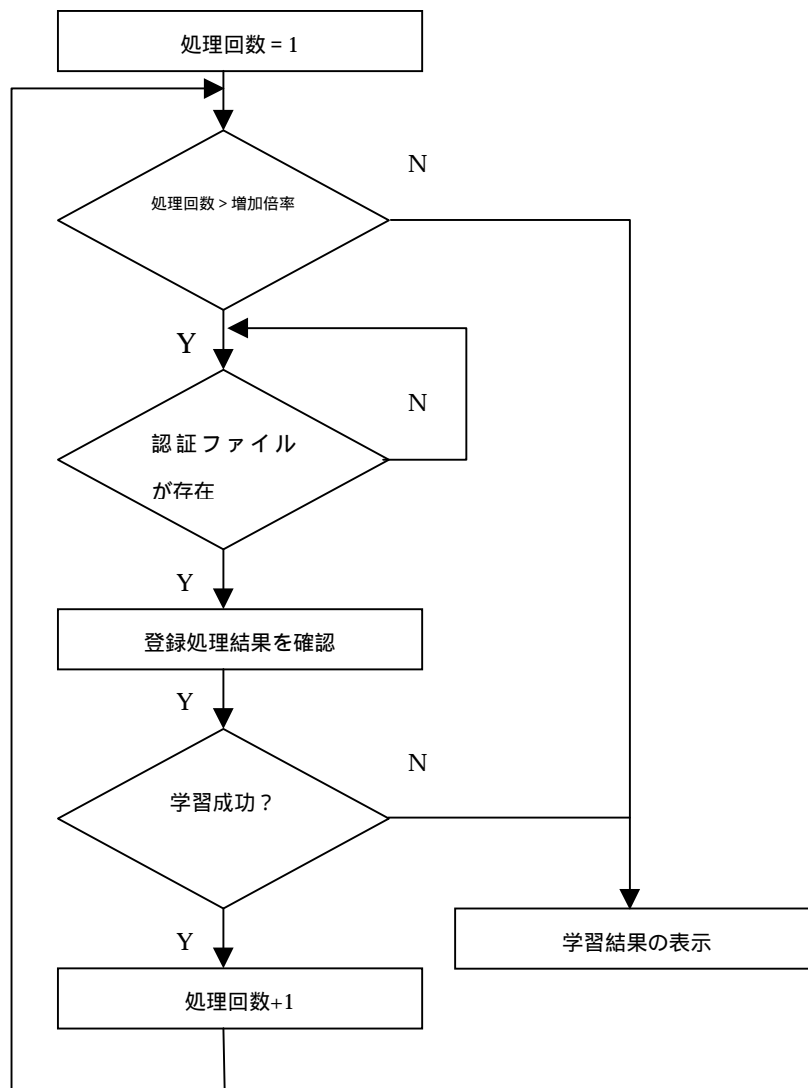 処理回数 = 1
N
処理回数 > 増加倍率
Y
N
認証ファイル
が存在
Y
登録処理結果を確認
Y
N
学習成功？
Y
学習結果の表示
処理回数+1